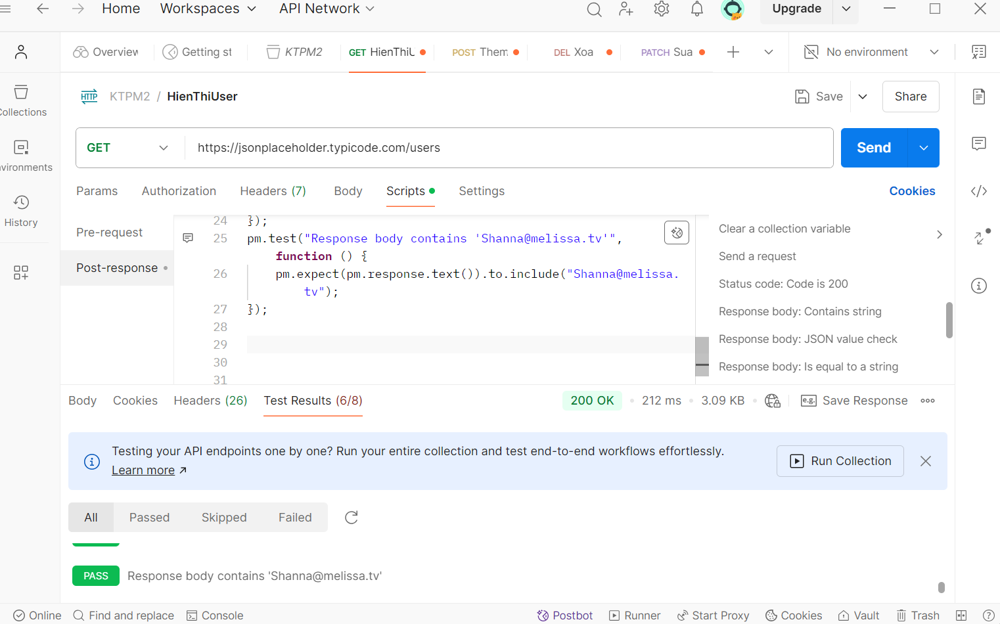 Home Workspaces API Network Upgrade
Overview Getting st KTPM2 GET HienThiU POST Them DEL Xoa PATCH Sua No environment
HTTP KTPM2 / HienThiUser Save Share
Collections
GET https://jsonplaceholder.typicode.com/users Send
vironments
Params Authorization Headers (7) Body Scripts Settings Cookies
History
Pre-request
Post-response
24 });
25 pm.test("Response body contains 'Shanna@melissa.tv'",
function () {
26 pm.expect(pm.response.text()).to.include("Shanna@melissa.
tv");
27 });
28
29
30
31
Clear a collection variable
Send a request
Status code: Code is 200
Response body: Contains string
Response body: JSON value check
Response body: Is equal to a string
Body Cookies Headers (26) Test Results (6/8) 200 OK 212 ms 3.09 KB e.g. Save Response
Testing your API endpoints one by one? Run your entire collection and test end-to-end workflows effortlessly.
Learn more
Run Collection
All Passed Skipped Failed
PASS Response body contains 'Shanna@melissa.tv'
Online Find and replace Console Postbot Runner Start Proxy Cookies Vault Trash